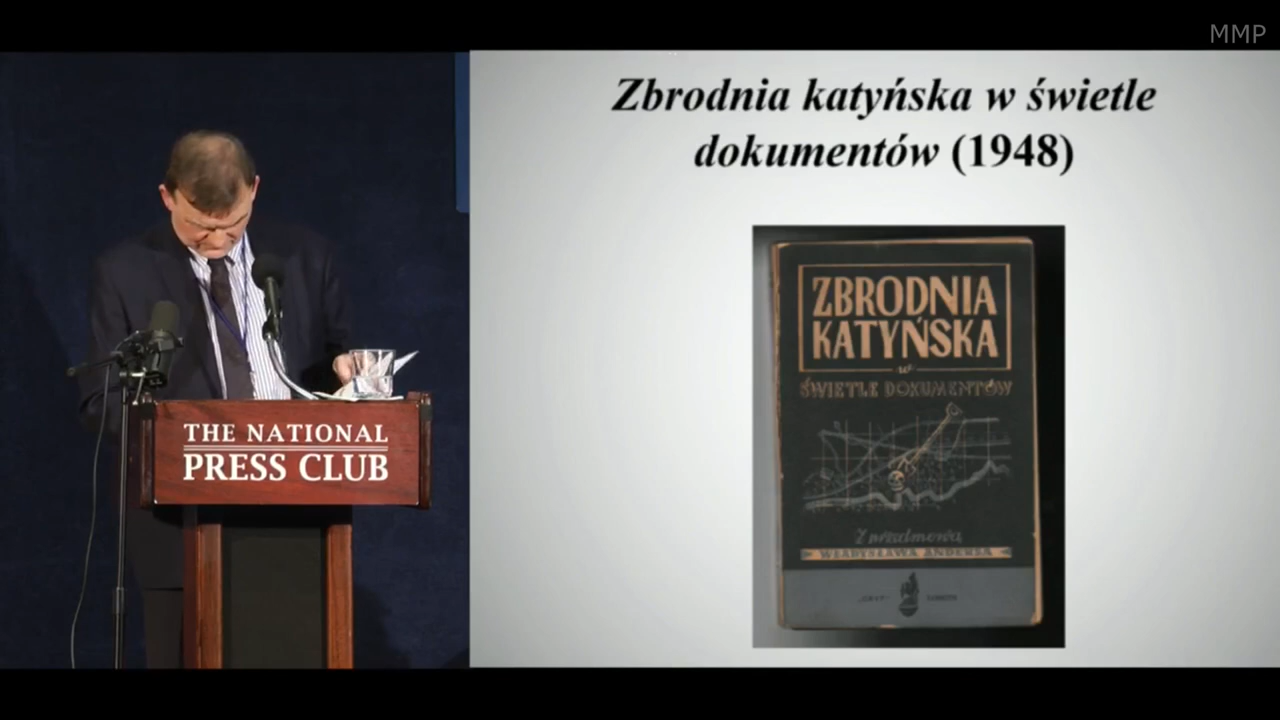 MMP
Zbrodnia katyńska w świetle
dokumentów (1948)
ZBRODNIA
KATYŃSKA
w
ŚWIETLE DOKUMENTÓW
Z przedmową
WŁADYSŁAWA ANDERSA
THE NATIONAL
PRESS CLUB